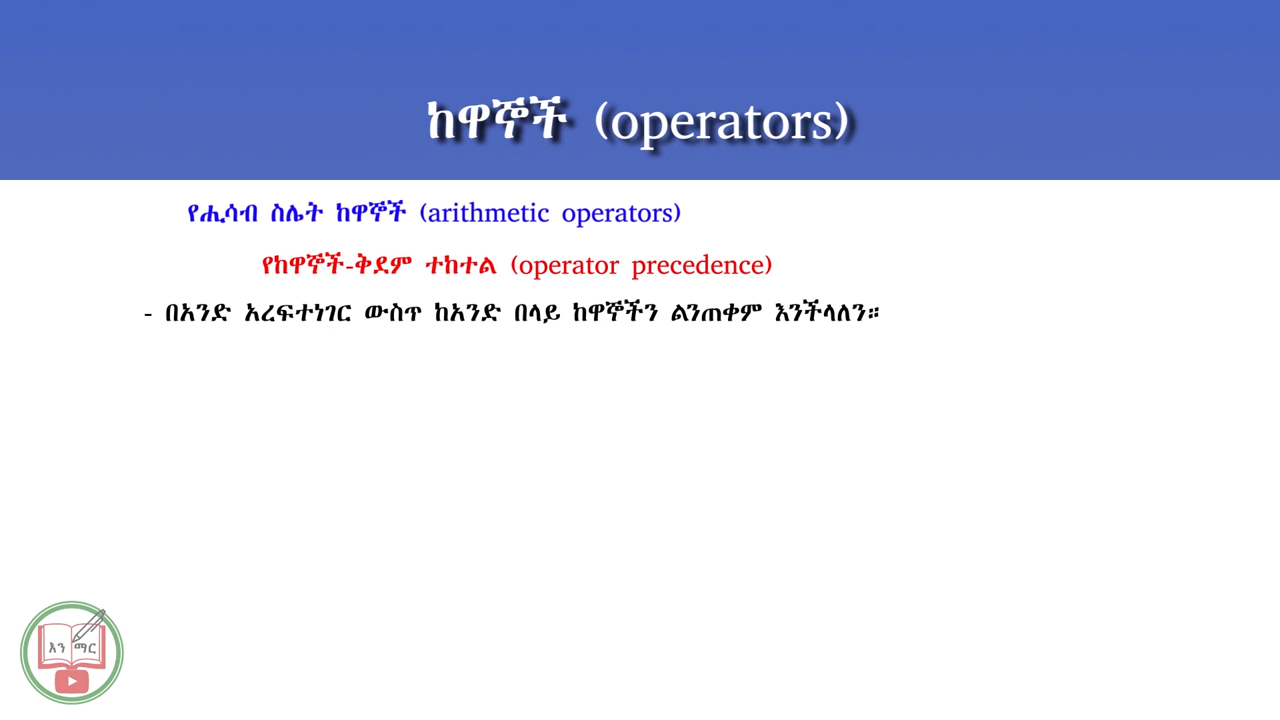 ከዋኞች (operators)
የሒሳብ ስሌት ከዋኞች (arithmetic operators)
የከዋኞች-ቅደም ተከተል (operator precedence)
- በአንድ አረፍተነገር ውስጥ ከአንድ በላይ ከዋኞችን ልንጠቀም እንችላለን።
እን ማር